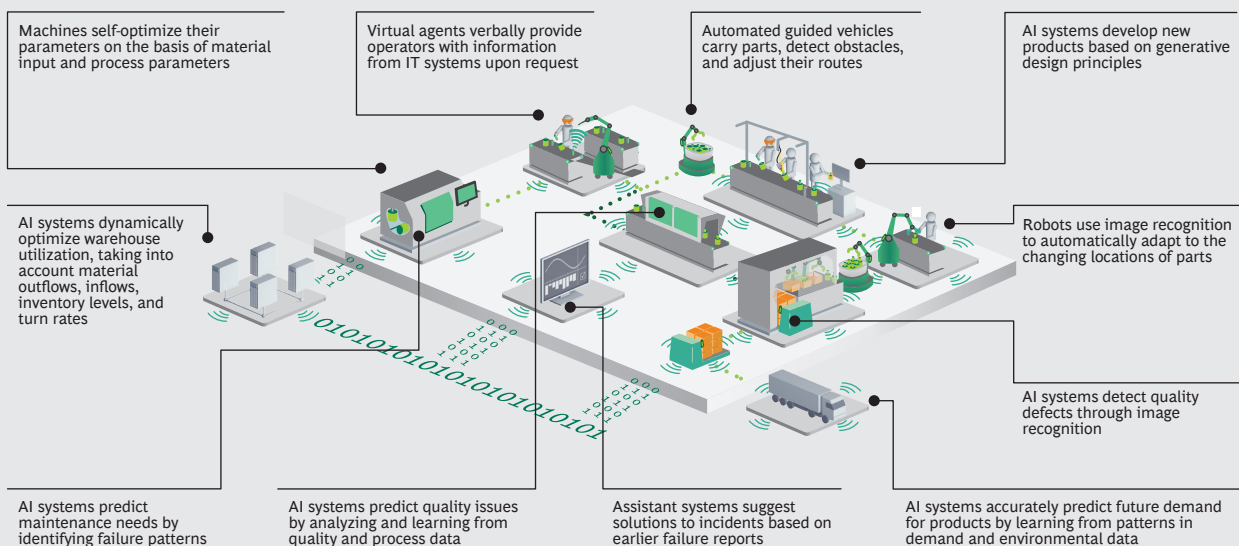 Machines self-optimize their
parameters on the basis of material
input and process parameters
Virtual agents verbally provide
operators with information
from IT systems upon request
Automated guided vehicles
carry parts, detect obstacles,
and adjust their routes
AI systems develop new
products based on generative
design principles
AI systems dynamically
optimize warehouse
utilization, taking into
account material
outflows, inflows,
inventory levels, and
turn rates
Robots use image recognition
to automatically adapt to the
changing locations of parts
AI systems detect quality
defects through image
recognition
AI systems predict
maintenance needs by
identifying failure patterns
AI systems predict quality issues
by analyzing and learning from
quality and process data
Assistant systems suggest
solutions to incidents based on
earlier failure reports
AI systems accurately predict future demand
for products by learning from patterns in
demand and environmental data